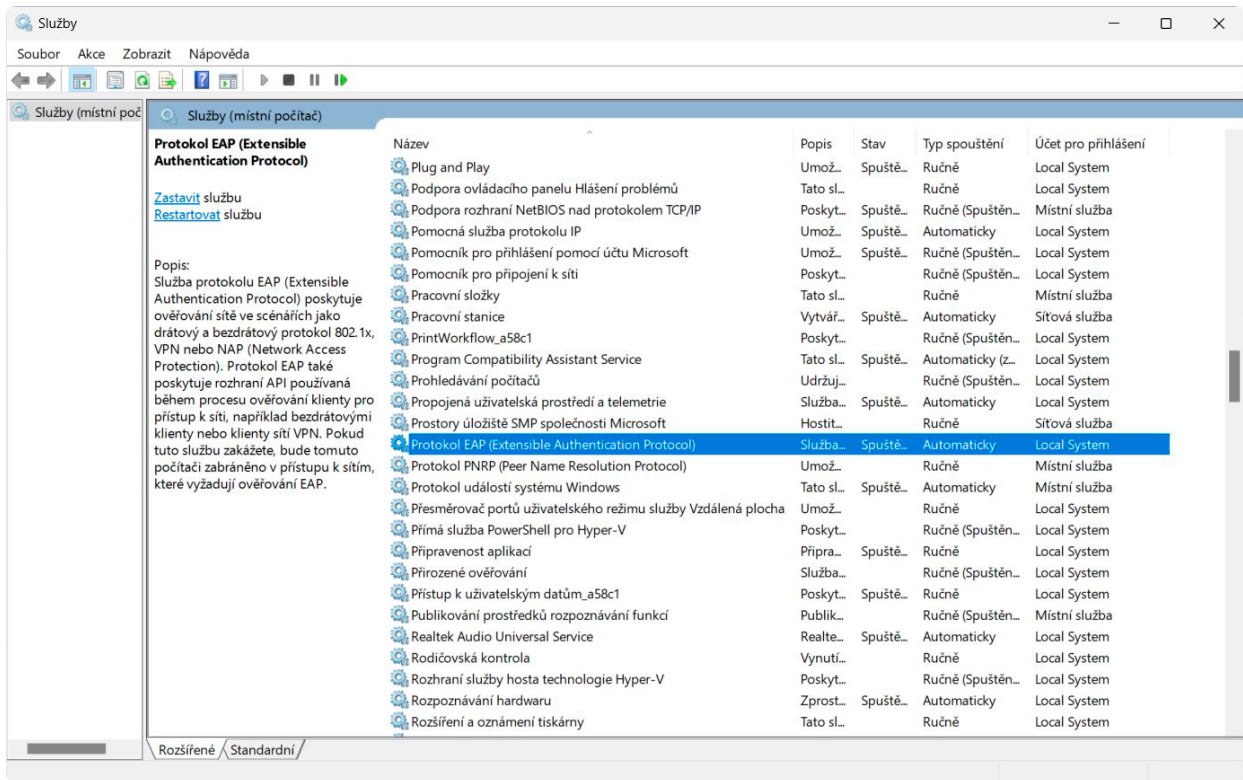 Služby
Soubor Akce Zobrazit Nápověda
Služby (místní poč
Služby (místní počítač)
Protokol EAP (Extensible
Authentication Protocol)
Zastavit službu
Restartovat službu
Popis:
Služba protokolu EAP (Extensible
Authentication Protocol) poskytuje
ověřování sítě ve scénářích jako
drátový a bezdrátový protokol 802.1x,
VPN nebo NAP (Network Access
Protection). Protokol EAP také
poskytuje rozhraní API používaná
během procesu ověřování klienty pro
přístup k síti, například bezdrátovými
klienty nebo klienty sítí VPN. Pokud
tuto službu zakážete, bude tomuto
počítači zabráněno v přístupu k sítím,
které vyžadují ověřování EAP.
Název Popis Stav Typ spouštění Účet pro přihlášení
Plug and Play Umož... Spuště... Ručně Local System
Podpora ovládacího panelu Hlášení problémů Tato sl... Ručně Local System
Podpora rozhraní NetBIOS nad protokolem TCP/IP Poskyt... Spuště... Ručně (Spuštěn... Místní služba
Pomocná služba protokolu IP Umož... Spuště... Automaticky Local System
Pomocník pro přihlášení pomocí účtu Microsoft Umož... Spuště... Ručně (Spuštěn... Local System
Pomocník pro připojení k síti Poskyt... Ručně (Spuštěn... Local System
Pracovní složky Tato sl... Ručně Místní služba
Pracovní stanice Vytvář... Spuště... Automaticky Síťová služba
PrintWorkflow_a58c1 Poskyt... Ručně (Spuštěn... Local System
Program Compatibility Assistant Service Tato sl... Spuště... Automaticky (z... Local System
Prohledávání počítačů Udržuj... Ručně (Spuštěn... Local System
Propojená uživatelská prostředí a telemetrie Služba... Spuště... Automaticky Local System
Prostory úložiště SMP společnosti Microsoft Hostit... Ručně Síťová služba
Protokol EAP (Extensible Authentication Protocol) Služba... Spuště... Automaticky Local System
Protokol PNRP (Peer Name Resolution Protocol) Umož... Ručně Místní služba
Protokol událostí systému Windows Tato sl... Spuště... Automaticky Místní služba
Přesměrovač portů uživatelského režimu služby Vzdálená plocha Umož... Ručně Local System
Přímá služba PowerShell pro Hyper-V Poskyt... Ručně (Spuštěn... Local System
Připravenost aplikací Připra... Spuště... Ručně Local System
Přirozené ověřování Služba... Ručně (Spuštěn... Local System
Přístup k uživatelským datům_a58c1 Poskyt... Spuště... Ručně Local System
Publikování prostředků rozpoznávání funkcí Publik... Ručně (Spuštěn... Místní služba
Realtek Audio Universal Service Realte... Spuště... Automaticky Local System
Rodičovská kontrola Vynutí... Ručně Local System
Rozhraní služby hosta technologie Hyper-V Poskyt... Ručně (Spuštěn... Local System
Rozpoznávání hardwaru Zprost... Spuště... Automaticky Local System
Rozšíření a oznámení tiskárny Tato sl... Ručně Local System
Rozšířené Standardní